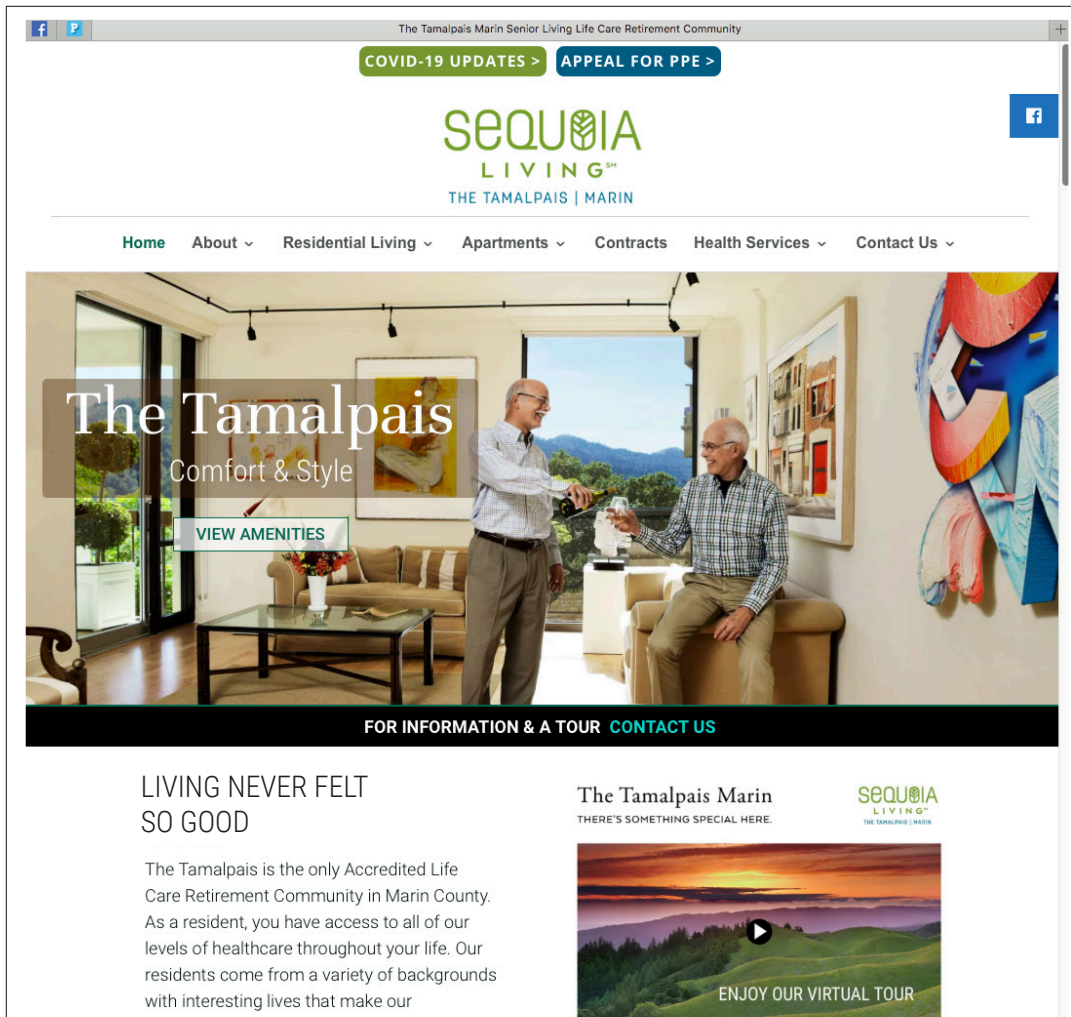 The Tamalpais Marin Senior Living Life Care Retirement Community
COVID-19 UPDATES >
APPEAL FOR PPE >
SEQUOIA
LIVING℠
THE TAMALPAIS | MARIN
Home About Residential Living Apartments Contracts Health Services Contact Us
The Tamalpais
Comfort & Style
VIEW AMENITIES
FOR INFORMATION & A TOUR CONTACT US
LIVING NEVER FELT
SO GOOD
The Tamalpais is the only Accredited Life
Care Retirement Community in Marin County.
As a resident, you have access to all of our
levels of healthcare throughout your life. Our
residents come from a variety of backgrounds
with interesting lives that make our
The Tamalpais Marin
THERE'S SOMETHING SPECIAL HERE.
SEQUOIA
LIVING℠
THE TAMALPAIS | MARIN
ENJOY OUR VIRTUAL TOUR